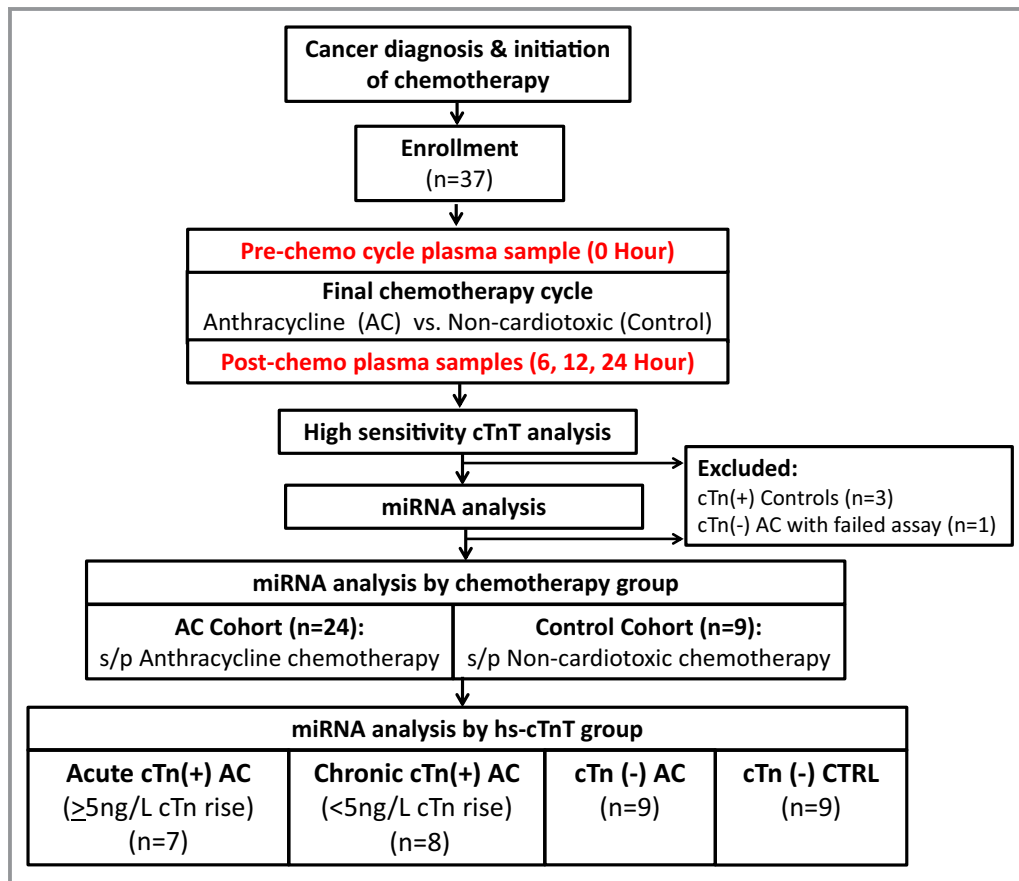 Cancer diagnosis & initiation
of chemotherapy
Enrollment
(n=37)
Pre-chemo cycle plasma sample (0 Hour)
Final chemotherapy cycle
Anthracycline (AC) vs. Non-cardiotoxic (Control)
Post-chemo plasma samples (6, 12, 24 Hour)
High sensitivity cTnT analysis
Excluded:
cTn(+) Controls (n=3)
cTn(-) AC with failed assay (n=1)
miRNA analysis
miRNA analysis by chemotherapy group
AC Cohort (n=24):
s/p Anthracycline chemotherapy
Control Cohort (n=9):
s/p Non-cardiotoxic chemotherapy
miRNA analysis by hs-cTnT group
Acute cTn(+) AC
(≥5ng/L cTn rise)
(n=7)
Chronic cTn(+) AC
(<5ng/L cTn rise)
(n=8)
cTn (-) AC
(n=9)
cTn (-) CTRL
(n=9)